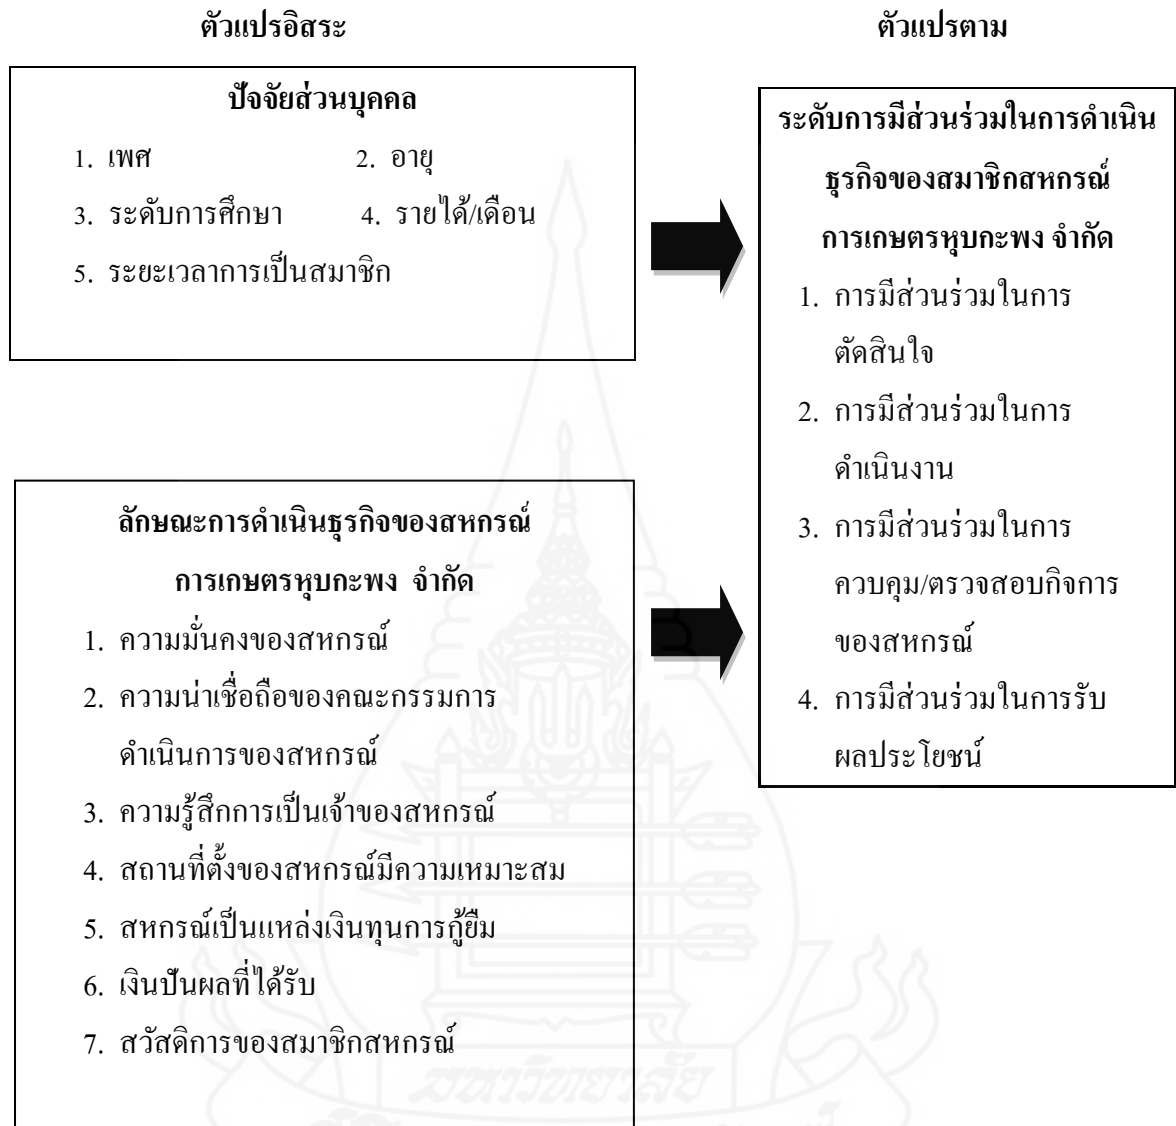 ตัวแปรอิสระ
ตัวแปรตาม
ปัจจัยส่วนบุคคล
1. เพศ 2. อายุ
3. ระดับการศึกษา 4. รายได้/เดือน
5. ระยะเวลาการเป็นสมาชิก
ลักษณะการดำเนินธุรกิจของสหกรณ์
การเกษตรหุบกะพง จำกัด
1. ความมั่นคงของสหกรณ์
2. ความน่าเชื่อถือของคณะกรรมการ
ดำเนินการของสหกรณ์
3. ความรู้สึกการเป็นเจ้าของสหกรณ์
4. สถานที่ตั้งของสหกรณ์มีความเหมาะสม
5. สหกรณ์เป็นแหล่งเงินทุนการกู้ยืม
6. เงินปันผลที่ได้รับ
7. สวัสดิการของสมาชิกสหกรณ์
ระดับการมีส่วนร่วมในการดำเนิน
ธุรกิจของสมาชิกสหกรณ์
การเกษตรหุบกะพง จำกัด
1. การมีส่วนร่วมในการ
ตัดสินใจ
2. การมีส่วนร่วมในการ
ดำเนินงาน
3. การมีส่วนร่วมในการ
ควบคุม/ตรวจสอบกิจการ
ของสหกรณ์
4. การมีส่วนร่วมในการรับ
ผลประโยชน์
มหาวิทยาลัย